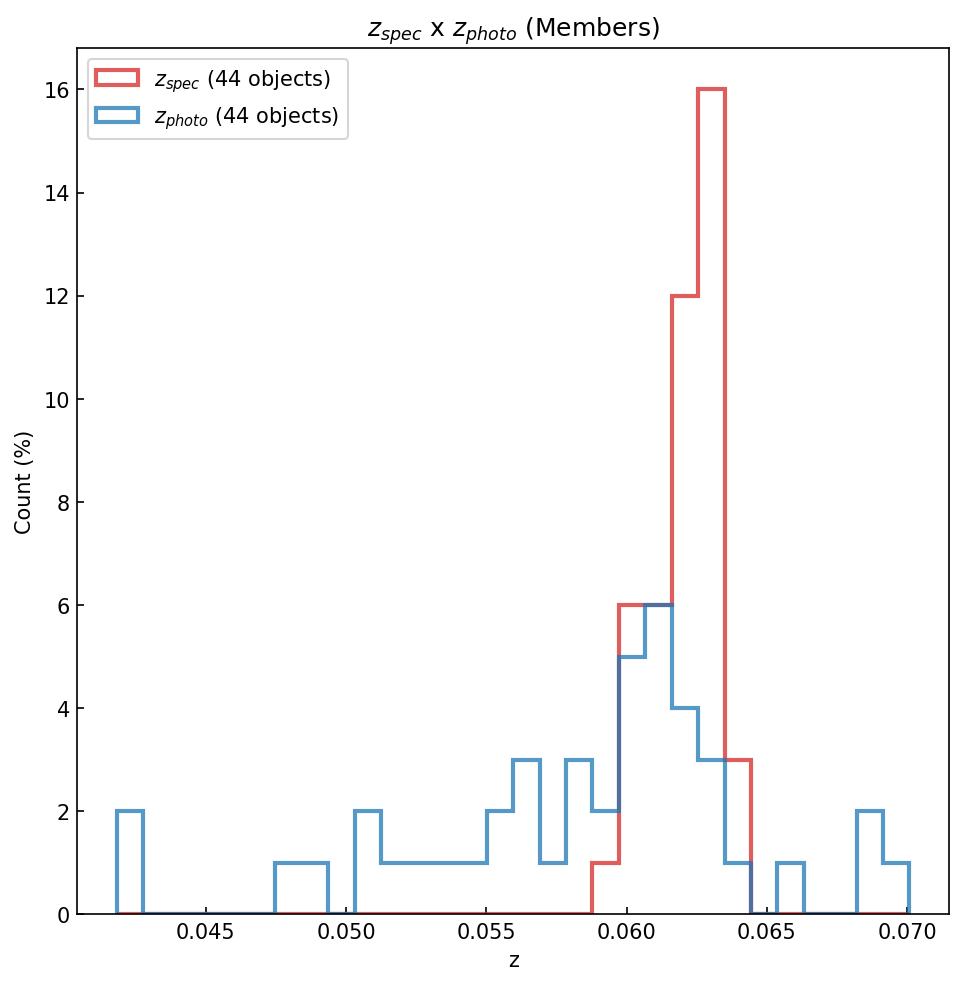 z_spec x z_photo (Members)
z_spec (44 objects)
z_photo (44 objects)
Count (%)
16
14
12
10
8
6
4
2
0
0.045 0.050 0.055 0.060 0.065 0.070
z